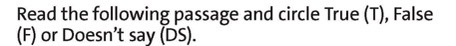 Read the following passage and circle True (T), False
(F) or Doesn't say (DS).